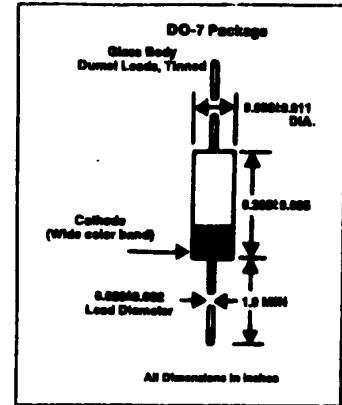 DO-7 Package
Glass Body
Dumet Leads, Tinned
DIA.
Cathode
(Wide color band)
Lead Diameter
1.0 MIN
All Dimensions in Inches